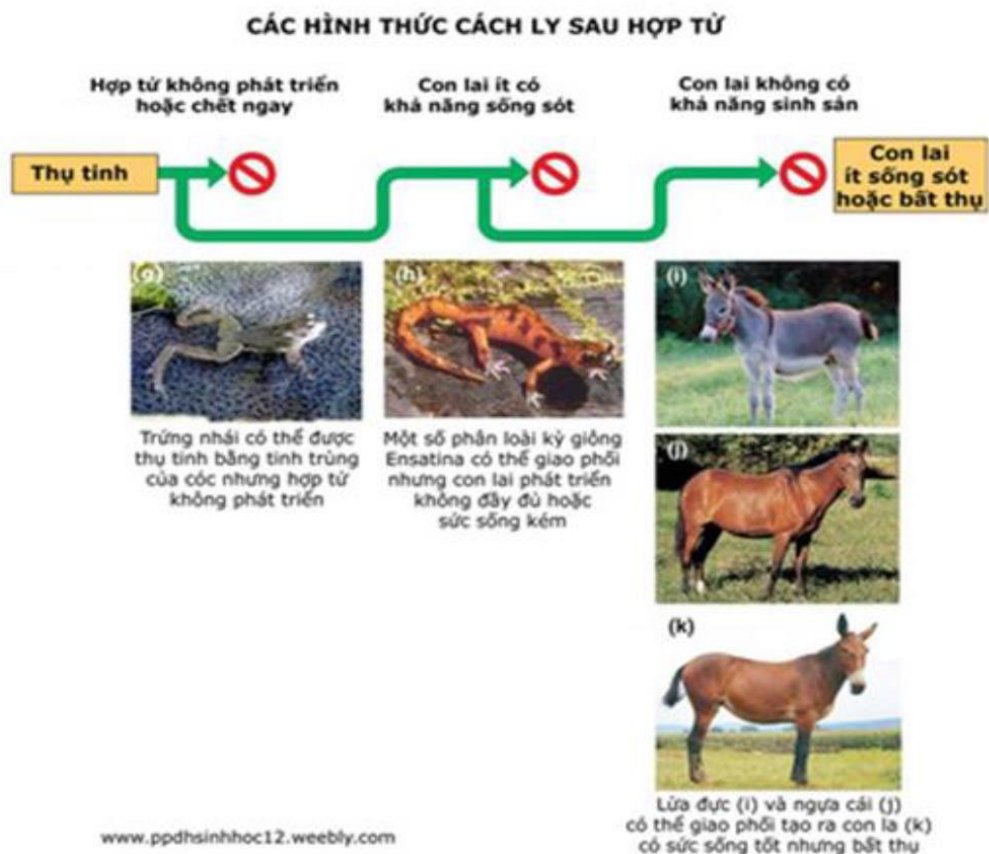 CÁC HÌNH THỨC CÁCH LY SAU HỢP TỬ
Hợp tử không phát triển
hoặc chết ngay
Con lai ít có
khả năng sống sót
Con lai không có
khả năng sinh sản
Thụ tinh
Con lai
ít sống sót
hoặc bất thụ
(g)
(h)
(i)
Trứng nhái có thể được
thụ tinh bằng tinh trùng
của cóc nhưng hợp tử
không phát triển
Một số phân loài kỳ giông
Ensatina có thể giao phối
nhưng con lai phát triển
không đầy đủ hoặc
sức sống kém
(j)
(k)
Lừa đực (i) và ngựa cái (j)
có thể giao phối tạo ra con la (k)
có sức sống tốt nhưng bất thụ
www.ppdhsinhhoc12.weebly.com